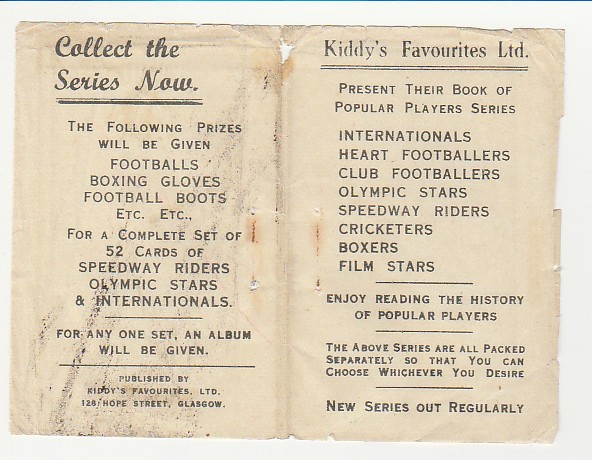 Collect the
Series Now.
THE FOLLOWING PRIZES
WILL BE GIVEN
FOOTBALLS
BOXING GLOVES
FOOTBALL BOOTS
ETC. ETC.,
FOR A COMPLETE SET OF
52 CARDS OF
SPEEDWAY RIDERS
OLYMPIC STARS
& INTERNATIONALS.
FOR ANY ONE SET, AN ALBUM
WILL BE GIVEN.
PUBLISHED BY
KIDDY'S FAVOURITES, LTD.
128 HOPE STREET, GLASGOW.
Kiddy's Favourites Ltd.
PRESENT THEIR BOOK OF
POPULAR PLAYERS SERIES
INTERNATIONALS
HEART FOOTBALLERS
CLUB FOOTBALLERS
OLYMPIC STARS
SPEEDWAY RIDERS
CRICKETERS
BOXERS
FILM STARS
ENJOY READING THE HISTORY
OF POPULAR PLAYERS
THE ABOVE SERIES ARE ALL PACKED
SEPARATELY SO THAT YOU CAN
CHOOSE WHICHEVER YOU DESIRE
NEW SERIES OUT REGULARLY